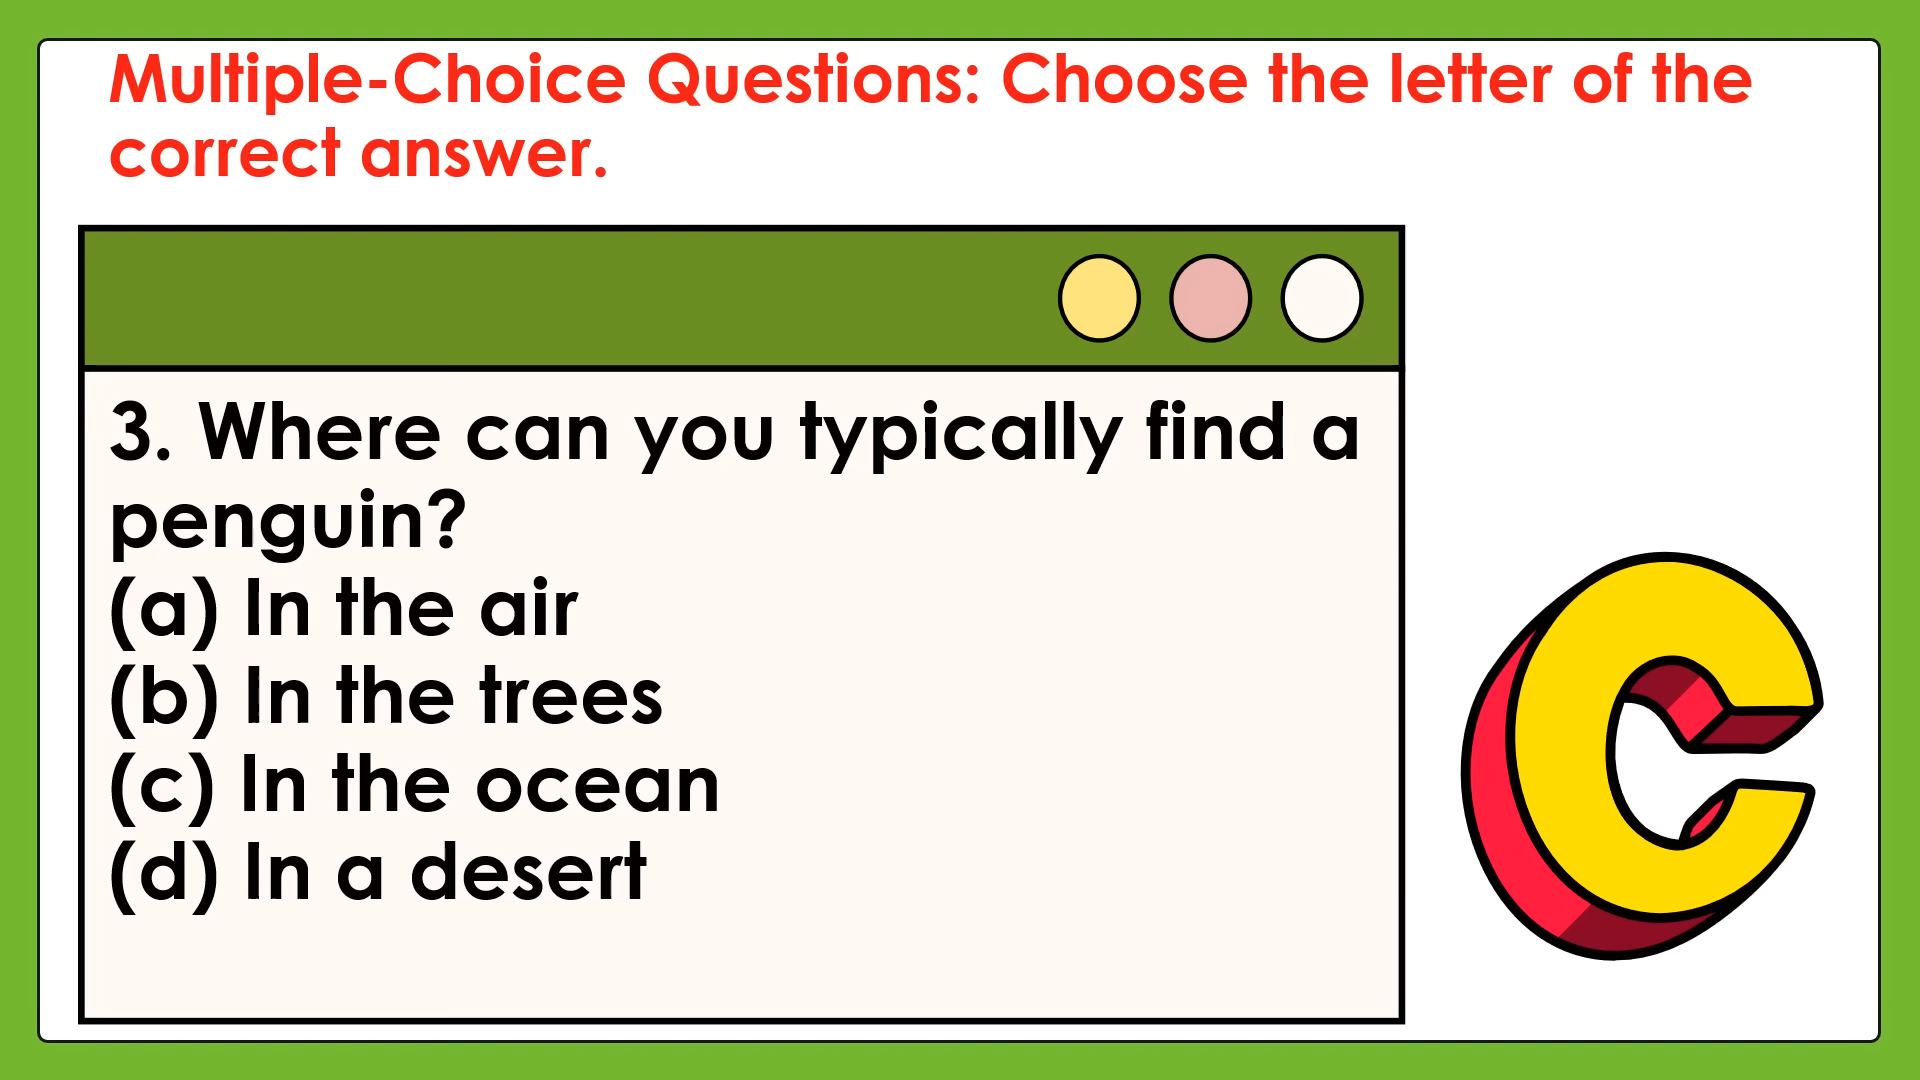 Multiple-Choice Questions: Choose the letter of the
correct answer.
3. Where can you typically find a
penguin?
(a) In the air
(b) In the trees
(c) In the ocean
(d) In a desert
C